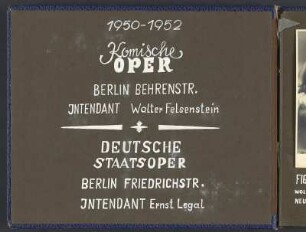 1950-1952
Komische
OPER
BERLIN BEHRENSTR.
INTENDANT Walter Felsenstein
DEUTSCHE
STAATSOPER
BERLIN FRIEDRICHSTR.
INTENDANT Ernst Legal